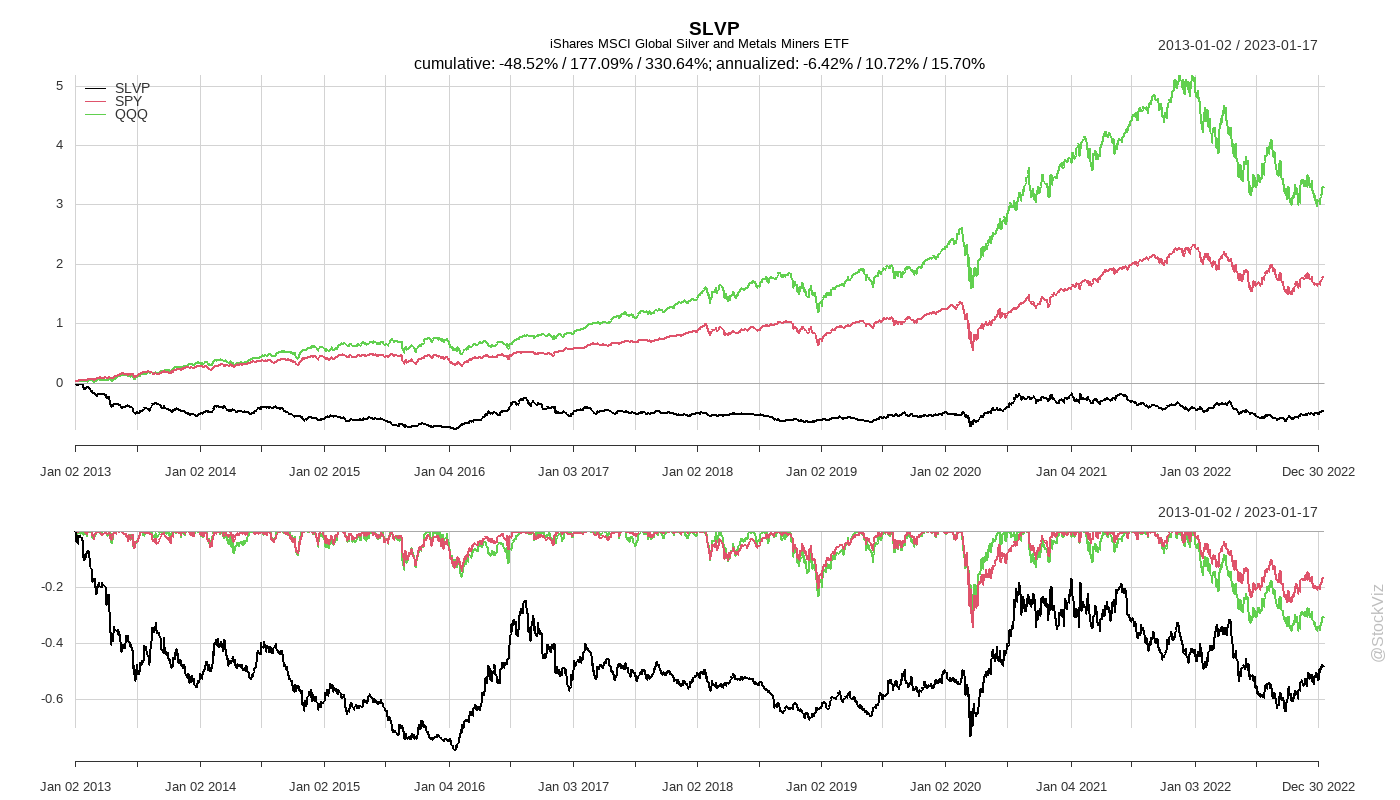 SLVP
iShares MSCI Global Silver and Metals Miners ETF
2013-01-02 / 2023-01-17
cumulative: -48.52% / 177.09% / 330.64%; annualized: -6.42% / 10.72% / 15.70%
SLVP
SPY
QQQ
5
4
3
2
1
0
Jan 02 2013 Jan 02 2014 Jan 02 2015 Jan 04 2016 Jan 03 2017 Jan 02 2018 Jan 02 2019 Jan 02 2020 Jan 04 2021 Jan 03 2022 Dec 30 2022
2013-01-02 / 2023-01-17
-0.2
-0.4
-0.6
Jan 02 2013 Jan 02 2014 Jan 02 2015 Jan 04 2016 Jan 03 2017 Jan 02 2018 Jan 02 2019 Jan 02 2020 Jan 04 2021 Jan 03 2022 Dec 30 2022
@StockViz